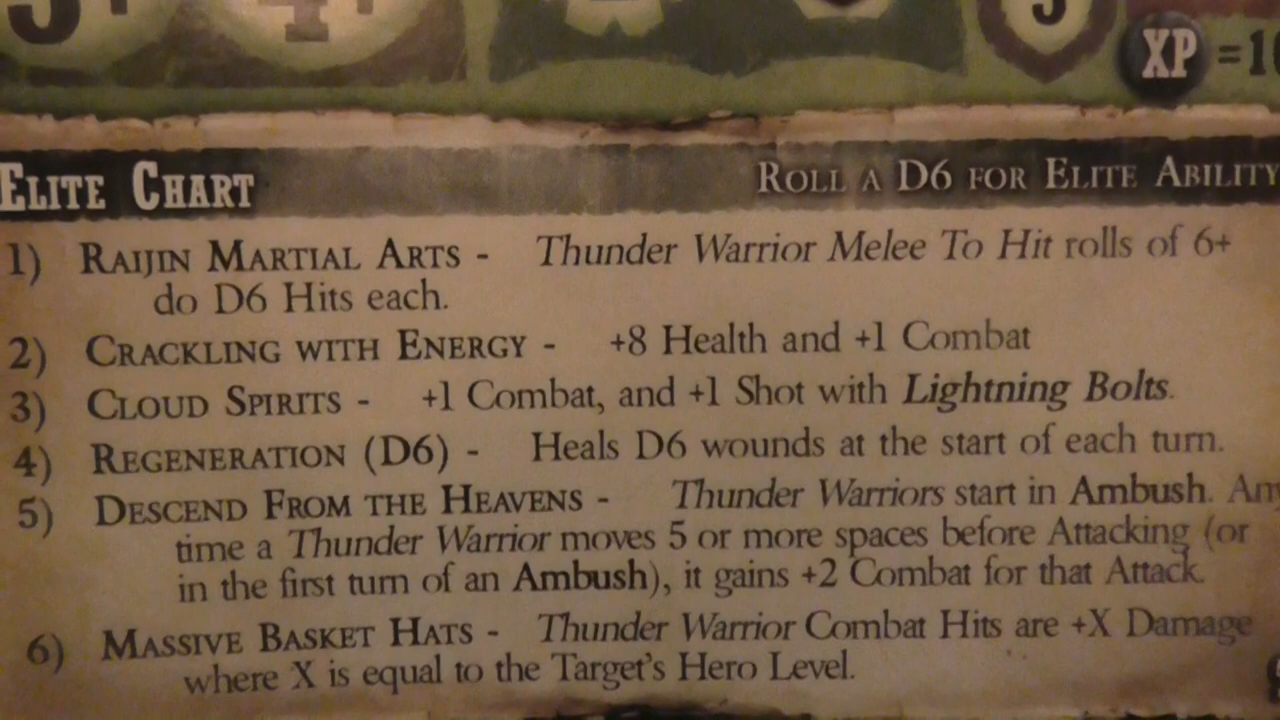 4+
5
XP =1
ELITE CHART
ROLL A D6 FOR ELITE ABILITY
1) RAIJIN MARTIAL ARTS - Thunder Warrior Melee To Hit rolls of 6+
do D6 Hits each.
2) CRACKLING WITH ENERGY - +8 Health and +1 Combat
3) CLOUD SPIRITS - +1 Combat, and +1 Shot with Lightning Bolts.
4) REGENERATION (D6) - Heals D6 wounds at the start of each turn.
5) DESCEND FROM THE HEAVENS - Thunder Warriors start in Ambush. Any
time a Thunder Warrior moves 5 or more spaces before Attacking (or
in the first turn of an Ambush), it gains +2 Combat for that Attack.
6) MASSIVE BASKET HATS - Thunder Warrior Combat Hits are +X Damage
where X is equal to the Target's Hero Level.